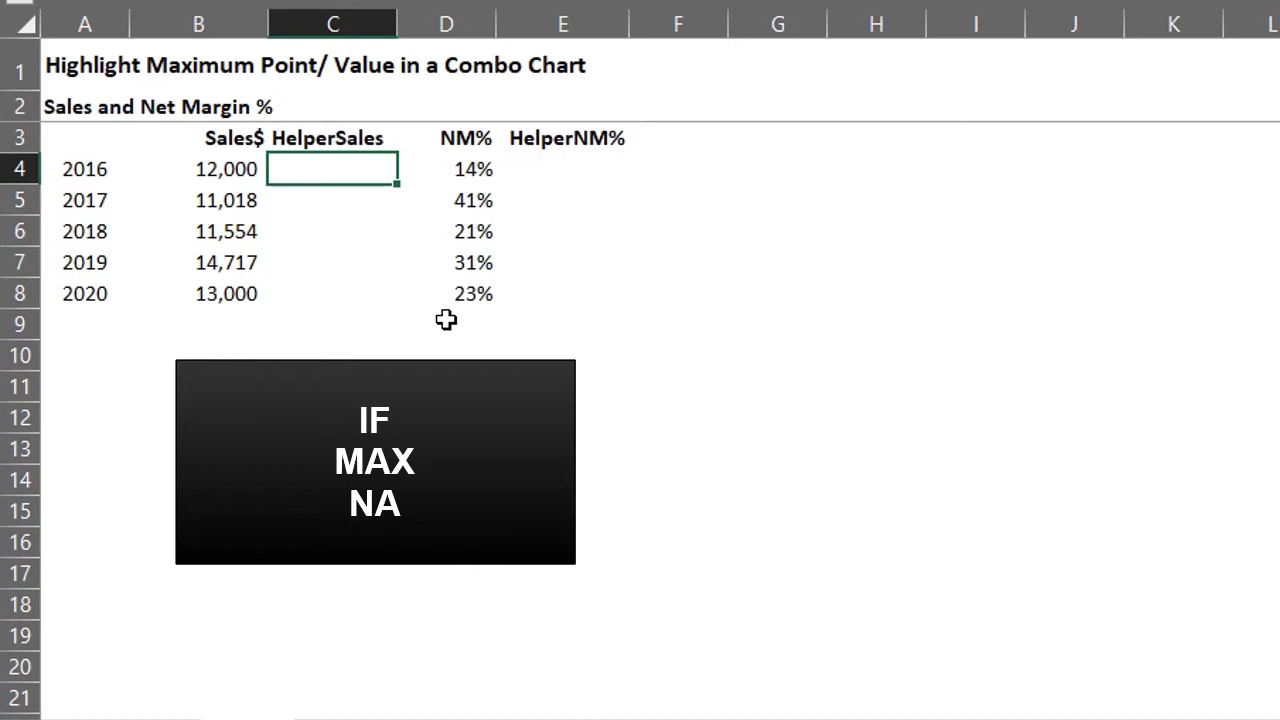 A B C D E F G H I J K L
1 Highlight Maximum Point/ Value in a Combo Chart
2 Sales and Net Margin %
3 Sales$ HelperSales NM% HelperNM%
4 2016 12,000 14%
5 2017 11,018 41%
6 2018 11,554 21%
7 2019 14,717 31%
8 2020 13,000 23%
9
10
11
12 IF
13 MAX
14
15 NA
16
17
18
19
20
21